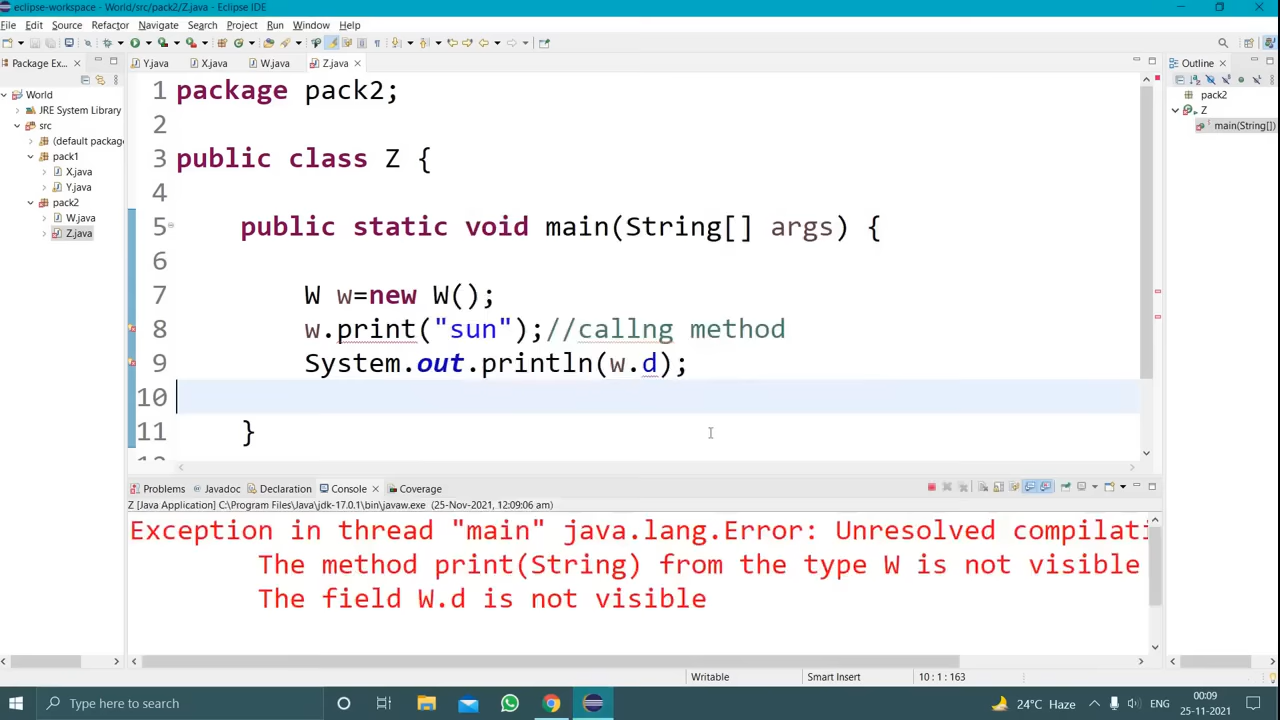 eclipse-workspace - World/src/pack2/Z.java - Eclipse IDE
File Edit Source Refactor Navigate Search Project Run Window Help
Package Ex...
Y.java X.java W.java Z.java
Outline
World
JRE System Library
src
(default package
pack1
X.java
Y.java
pack2
W.java
Z.java
1 package pack2;
2
3 public class Z {
4
5 public static void main(String[] args) {
6
7 W w=new W();
8 w.print("sun");//callng method
9 System.out.println(w.d);
10
11 }
pack2
Z
main(String[])
Problems Javadoc Declaration Console Coverage
Z [Java Application] C:\Program Files\Java\jdk-17.0.1\bin\javaw.exe (25-Nov-2021, 12:09:06 am)
Exception in thread "main" java.lang.Error: Unresolved compilati
The method print(String) from the type W is not visible
The field W.d is not visible
Writable Smart Insert 10 : 1 : 163
Type here to search
24°C Haze ENG
00:09
25-11-2021